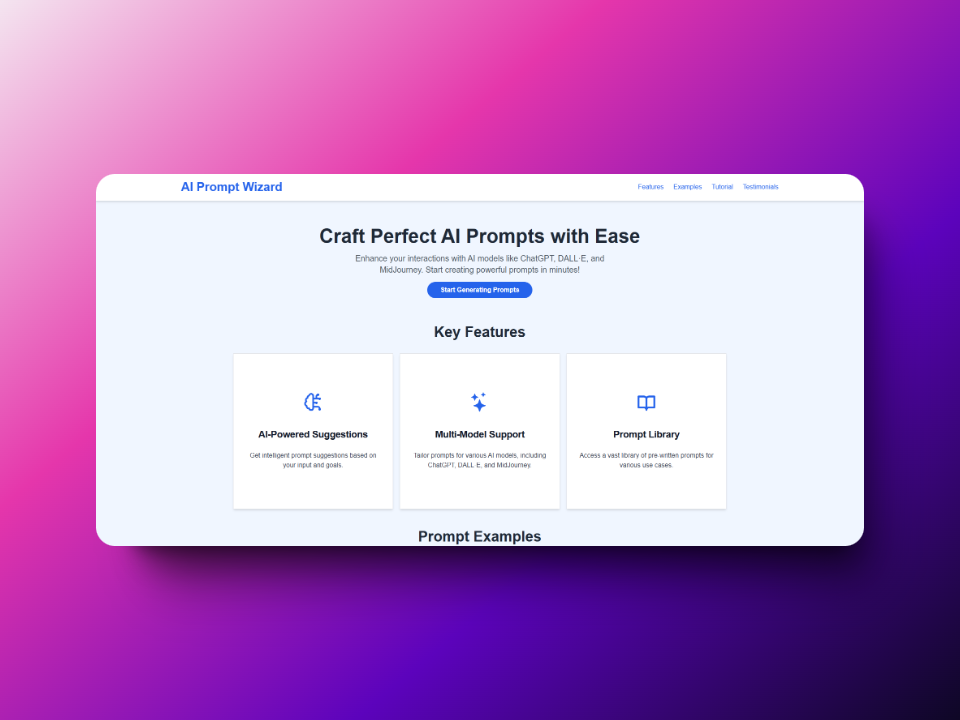 AI Prompt Wizard
Features
Examples
Tutorial
Testimonials
Craft Perfect AI Prompts with Ease
Enhance your interactions with AI models like ChatGPT, DALL·E, and
MidJourney. Start creating powerful prompts in minutes!
Start Generating Prompts
Key Features
AI-Powered Suggestions
Get intelligent prompt suggestions based on
your input and goals.
Multi-Model Support
Tailor prompts for various AI models, including
ChatGPT, DALL·E, and MidJourney.
Prompt Library
Access a vast library of pre-written prompts for
various use cases.
Prompt Examples